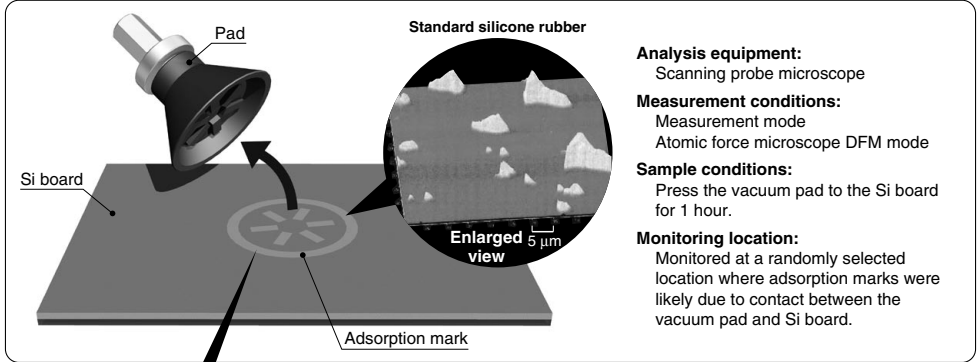 Pad
Standard silicone rubber
Si board
Enlarged
view
5 μm
Adsorption mark
Analysis equipment:
Scanning probe microscope
Measurement conditions:
Measurement mode
Atomic force microscope DFM mode
Sample conditions:
Press the vacuum pad to the Si board
for 1 hour.
Monitoring location:
Monitored at a randomly selected
location where adsorption marks were
likely due to contact between the
vacuum pad and Si board.